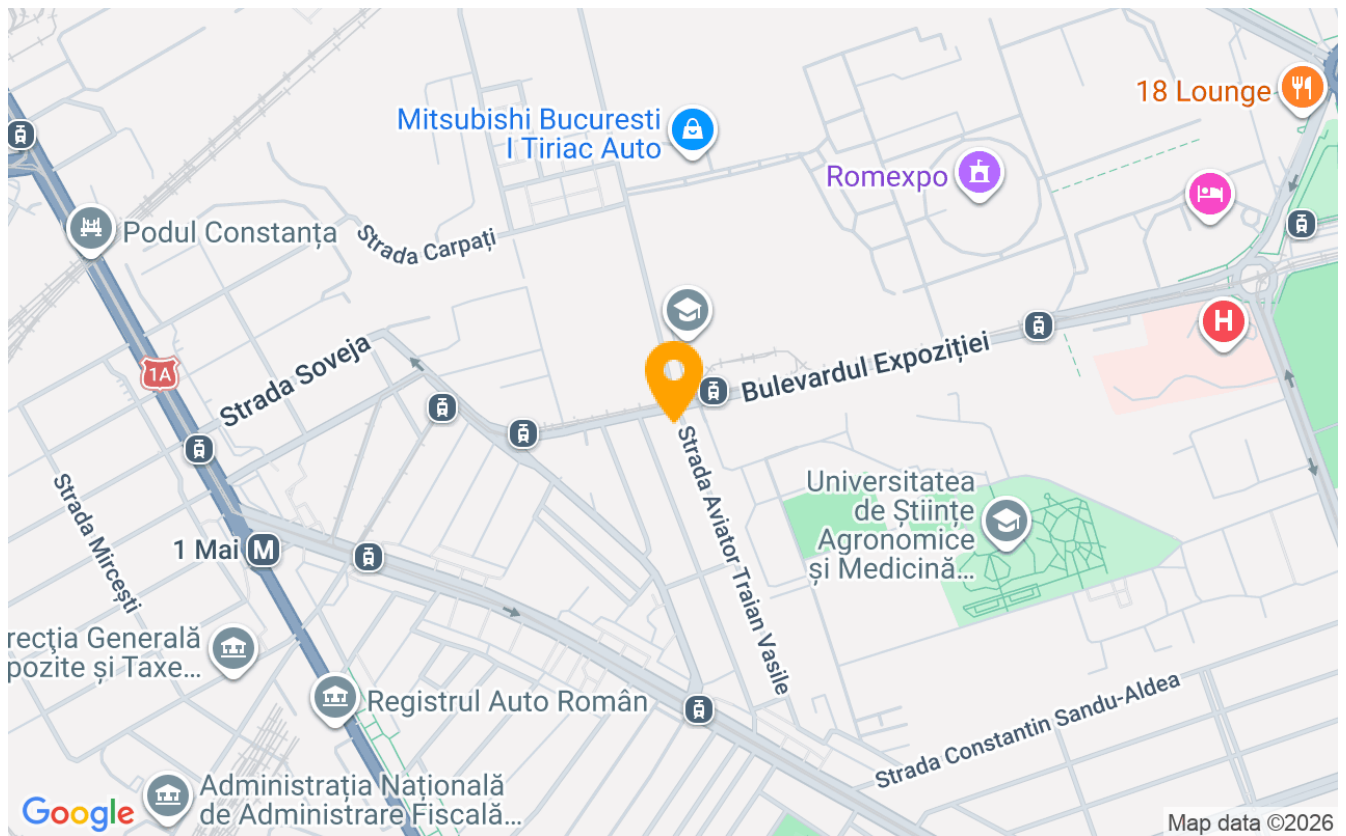 18 Lounge
Mitsubishi Bucuresti
I Tiriac Auto
Romexpo
Podul Constanța
Strada Carpați
H
Bulevardul Expoziției
1A
Strada Soveja
Universitatea
de Științe
Agronomice
și Medicină...
Strada Aviator Traian Vasile
Strada Mircești
1 Mai M
recția Generală
pozite și Taxe...
Registrul Auto Român
Strada Constantin Sandu-Aldea
Administrația Națională
de Administrare Fiscală...
Google
Map data ©2026